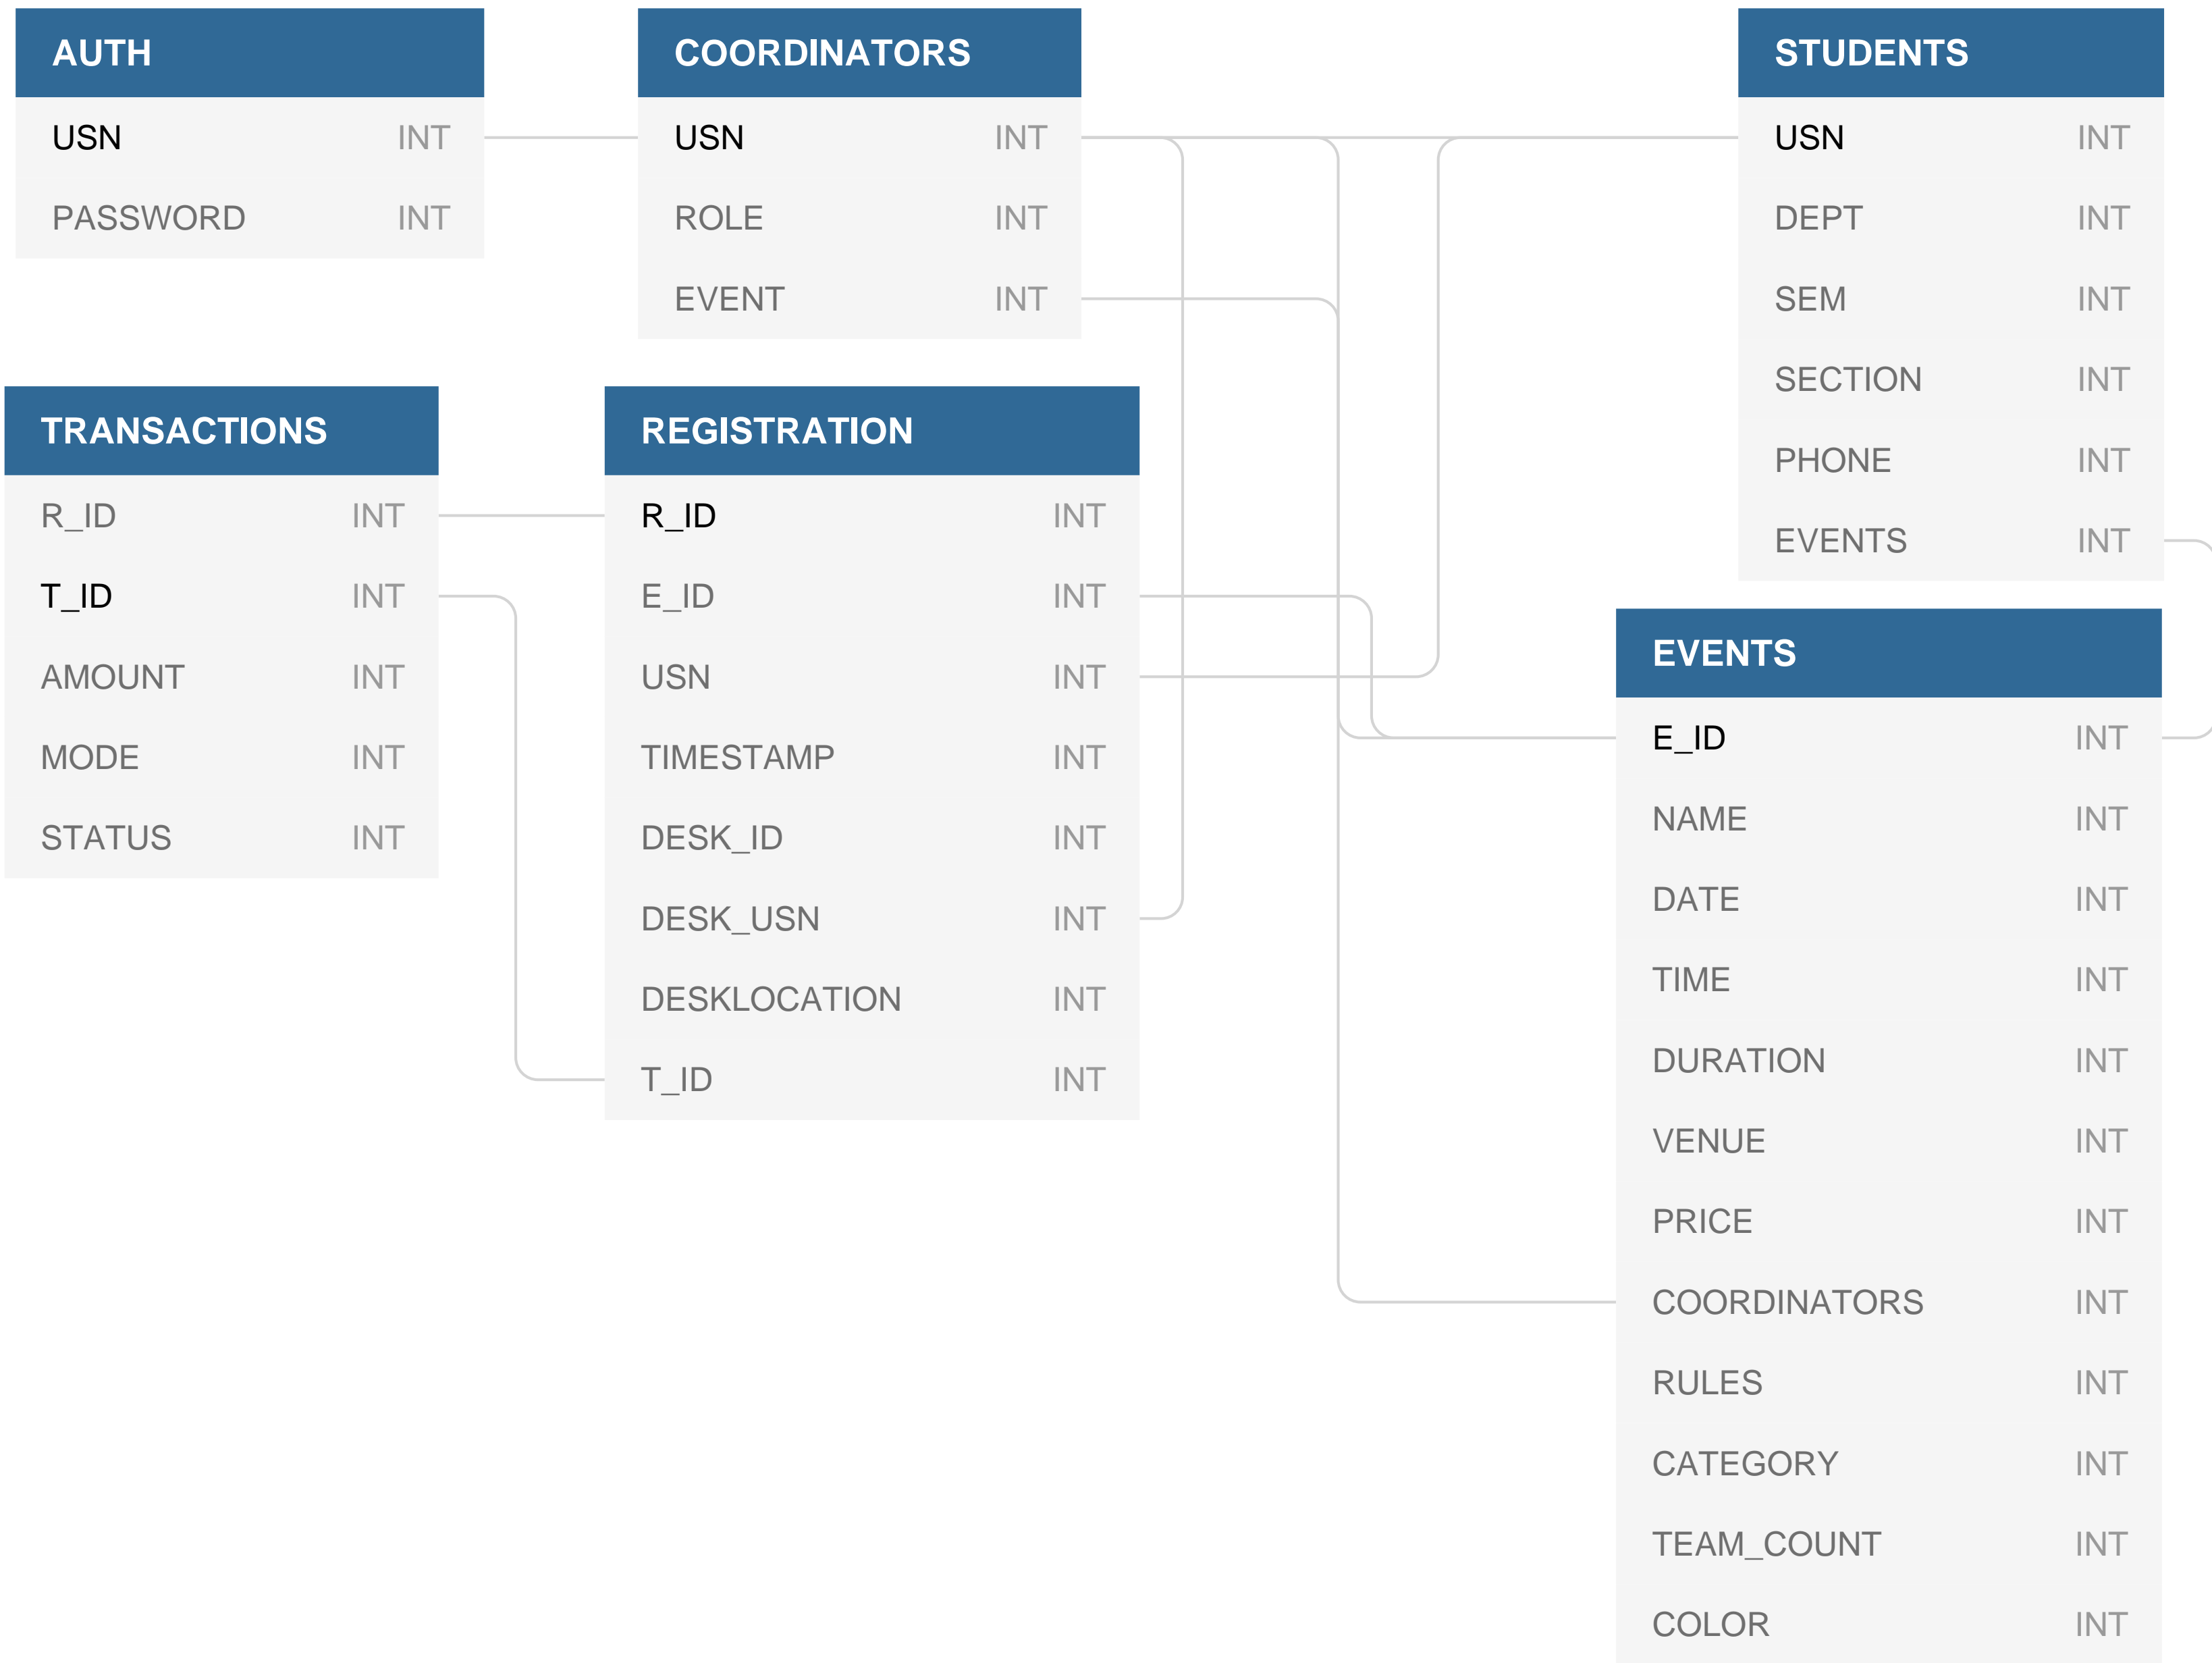 AUTH
USN INT
PASSWORD INT
COORDINATORS
USN INT
ROLE INT
EVENT INT
STUDENTS
USN INT
DEPT INT
SEM INT
SECTION INT
PHONE INT
EVENTS INT
TRANSACTIONS
R_ID INT
T_ID INT
AMOUNT INT
MODE INT
STATUS INT
REGISTRATION
R_ID INT
E_ID INT
USN INT
TIMESTAMP INT
DESK_ID INT
DESK_USN INT
DESKLOCATION INT
T_ID INT
EVENTS
E_ID INT
NAME INT
DATE INT
TIME INT
DURATION INT
VENUE INT
PRICE INT
COORDINATORS INT
RULES INT
CATEGORY INT
TEAM_COUNT INT
COLOR INT